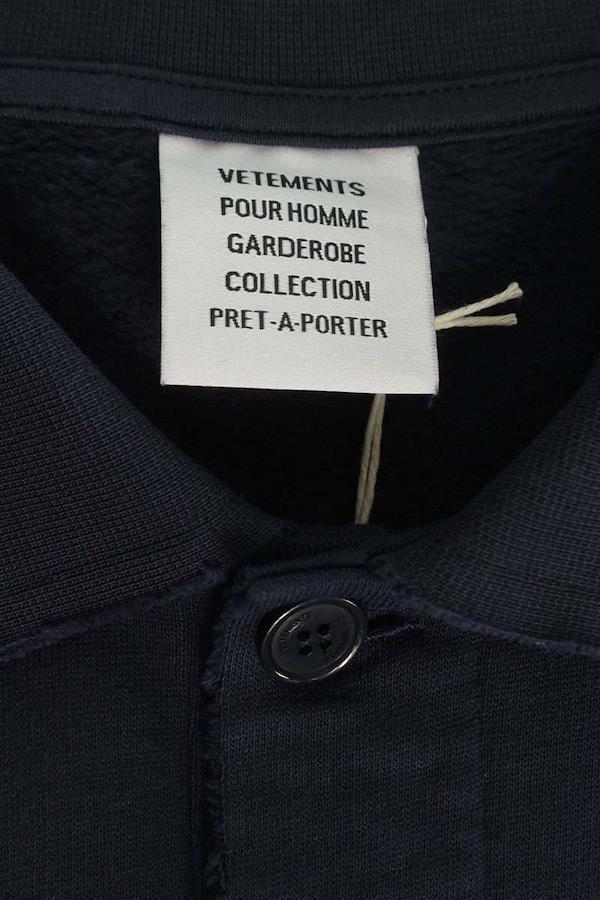 VETEMENTS
POUR HOMME
GARDEROBE
COLLECTION
PRET-A-PORTER